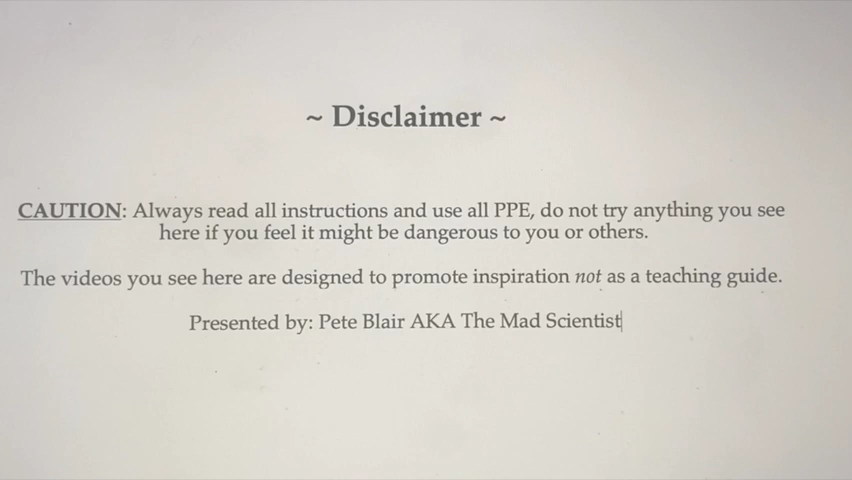 ~ Disclaimer ~
CAUTION: Always read all instructions and use all PPE, do not try anything you see
here if you feel it might be dangerous to you or others.
The videos you see here are designed to promote inspiration not as a teaching guide.
Presented by: Pete Blair AKA The Mad Scientist